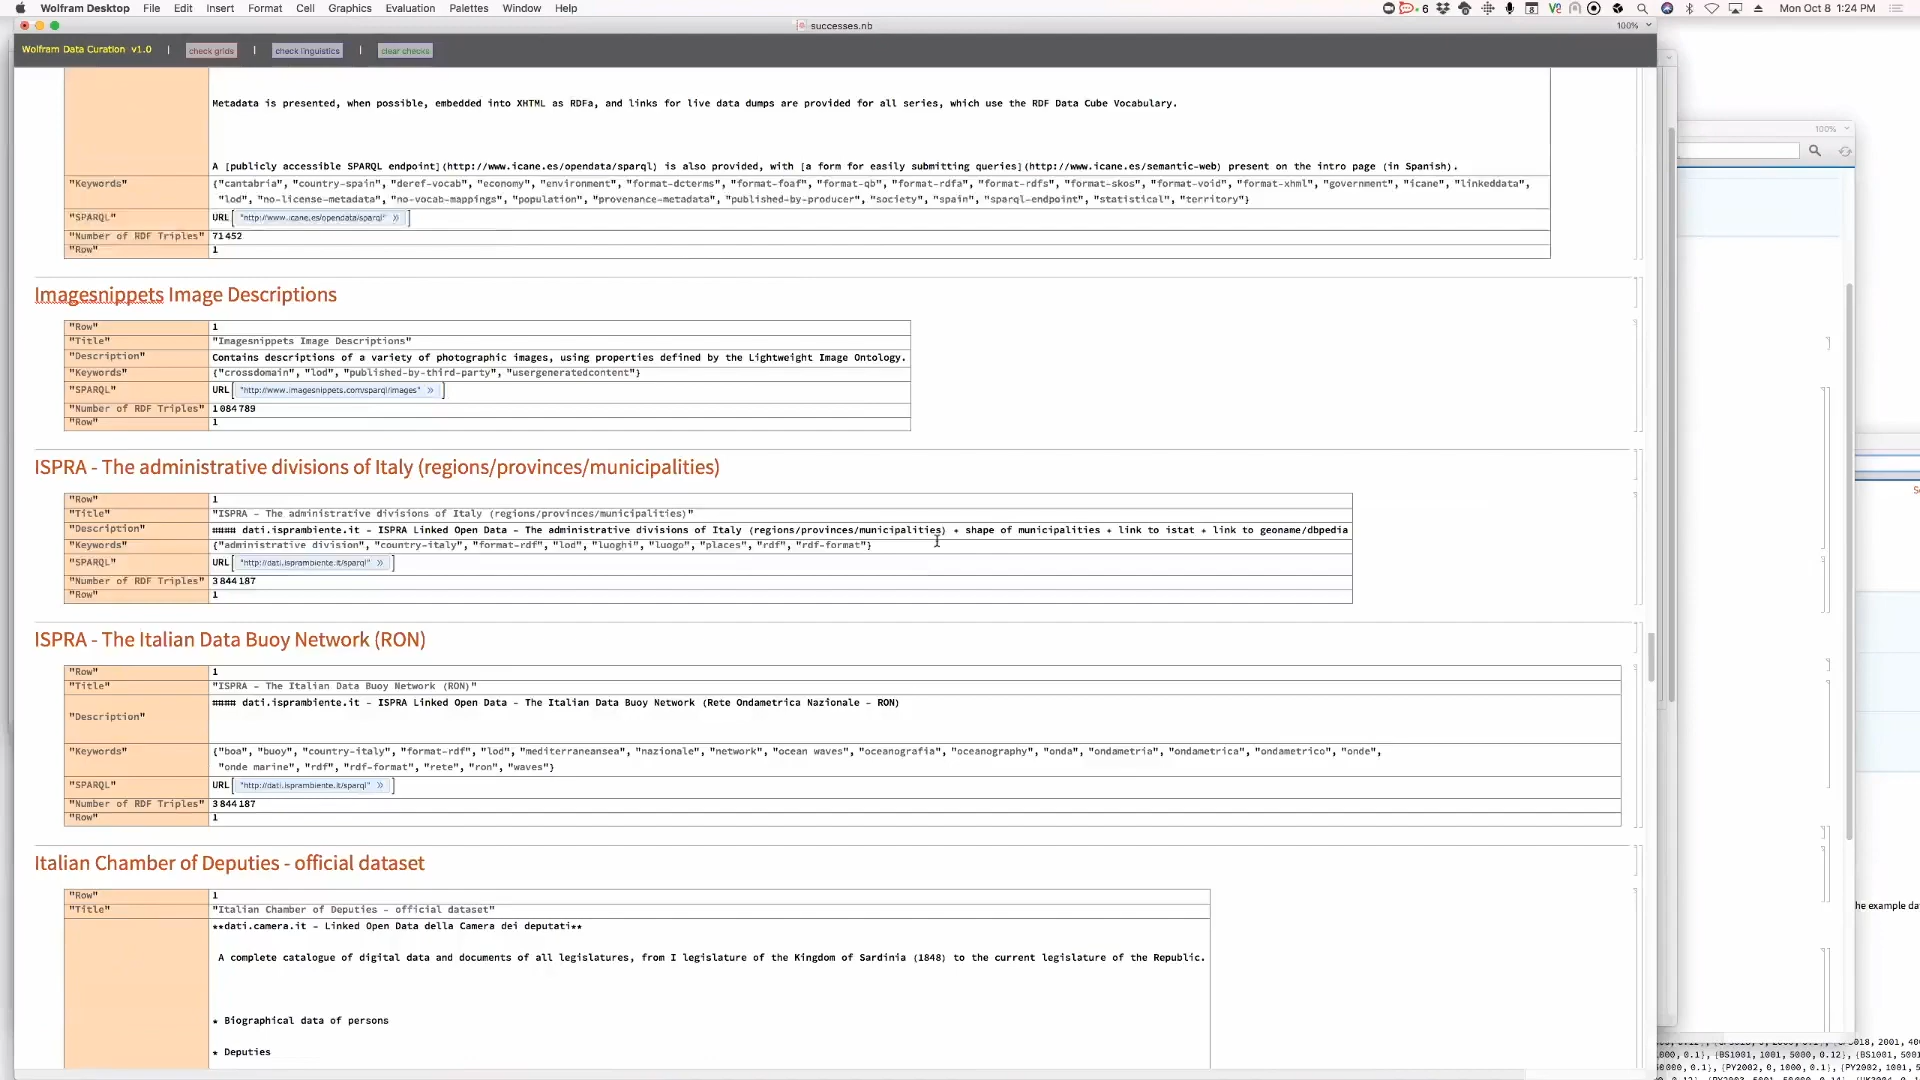 Wolfram Desktop File Edit Insert Format Cell Graphics Evaluation Palettes Window Help 6 Mon Oct 8 1:24 PM
successes.nb 100%
Wolfram Data Curation v1.0 | check grids | check linguistics | clear checks
100%
Metadata is presented, when possible, embedded into XHTML as RDFa, and links for live data dumps are provided for all series, which use the RDF Data Cube Vocabulary.
A [publicly accessible SPARQL endpoint](http://www.icane.es/opendata/sparql) is also provided, with [a form for easily submitting queries](http://www.icane.es/semantic-web) present on the intro page (in Spanish).
"Keywords" {"cantabria", "country-spain", "deref-vocab", "economy", "environment", "format-dcterms", "format-foaf", "format-qb", "format-rdfa", "format-rdfs", "format-skos", "format-void", "format-xhtml", "government", "icane", "linkeddata",
"lod", "no-license-metadata", "no-vocab-mappings", "population", "provenance-metadata", "published-by-producer", "society", "spain", "sparql-endpoint", "statistical", "territory"}
"SPARQL" URL["http://www.icane.es/opendata/sparql" »]
"Number of RDF Triples" 71452
"Row" 1
Imagesnippets Image Descriptions
"Row" 1
"Title" "Imagesnippets Image Descriptions"
"Description" Contains descriptions of a variety of photographic images, using properties defined by the Lightweight Image Ontology.
"Keywords" {"crossdomain", "lod", "published-by-third-party", "usergeneratedcontent"}
"SPARQL" URL["http://www.imagesnippets.com/sparql/images" »]
"Number of RDF Triples" 1084789
"Row" 1
ISPRA - The administrative divisions of Italy (regions/provinces/municipalities)
"Row" 1
"Title" "ISPRA - The administrative divisions of Italy (regions/provinces/municipalities)"
"Description" #### dati.isprambiente.it - ISPRA Linked Open Data - The administrative divisions of Italy (regions/provinces/municipalities) + shape of municipalities + link to istat + link to geoname/dbpedia
"Keywords" {"administrative division", "country-italy", "format-rdf", "lod", "luoghi", "luogo", "places", "rdf", "rdf-format"}
"SPARQL" URL["http://dati.isprambiente.it/sparql" »]
"Number of RDF Triples" 3844187
"Row" 1
ISPRA - The Italian Data Buoy Network (RON)
"Row" 1
"Title" "ISPRA - The Italian Data Buoy Network (RON)"
"Description" #### dati.isprambiente.it - ISPRA Linked Open Data - The Italian Data Buoy Network (Rete Ondametrica Nazionale - RON)
"Keywords" {"boa", "buoy", "country-italy", "format-rdf", "lod", "mediterraneansea", "nazionale", "network", "ocean waves", "oceanografia", "oceanography", "onda", "ondametria", "ondametrica", "ondametrico", "onde",
"onde marine", "rdf", "rdf-format", "rete", "ron", "waves"}
"SPARQL" URL["http://dati.isprambiente.it/sparql" »]
"Number of RDF Triples" 3844187
"Row" 1
Italian Chamber of Deputies - official dataset
"Row" 1
"Title" "Italian Chamber of Deputies - official dataset"
**dati.camera.it - Linked Open Data della Camera dei deputati**
A complete catalogue of digital data and documents of all legislatures, from I legislature of the Kingdom of Sardinia (1848) to the current legislature of the Republic.
* Biographical data of persons
* Deputies
he example da